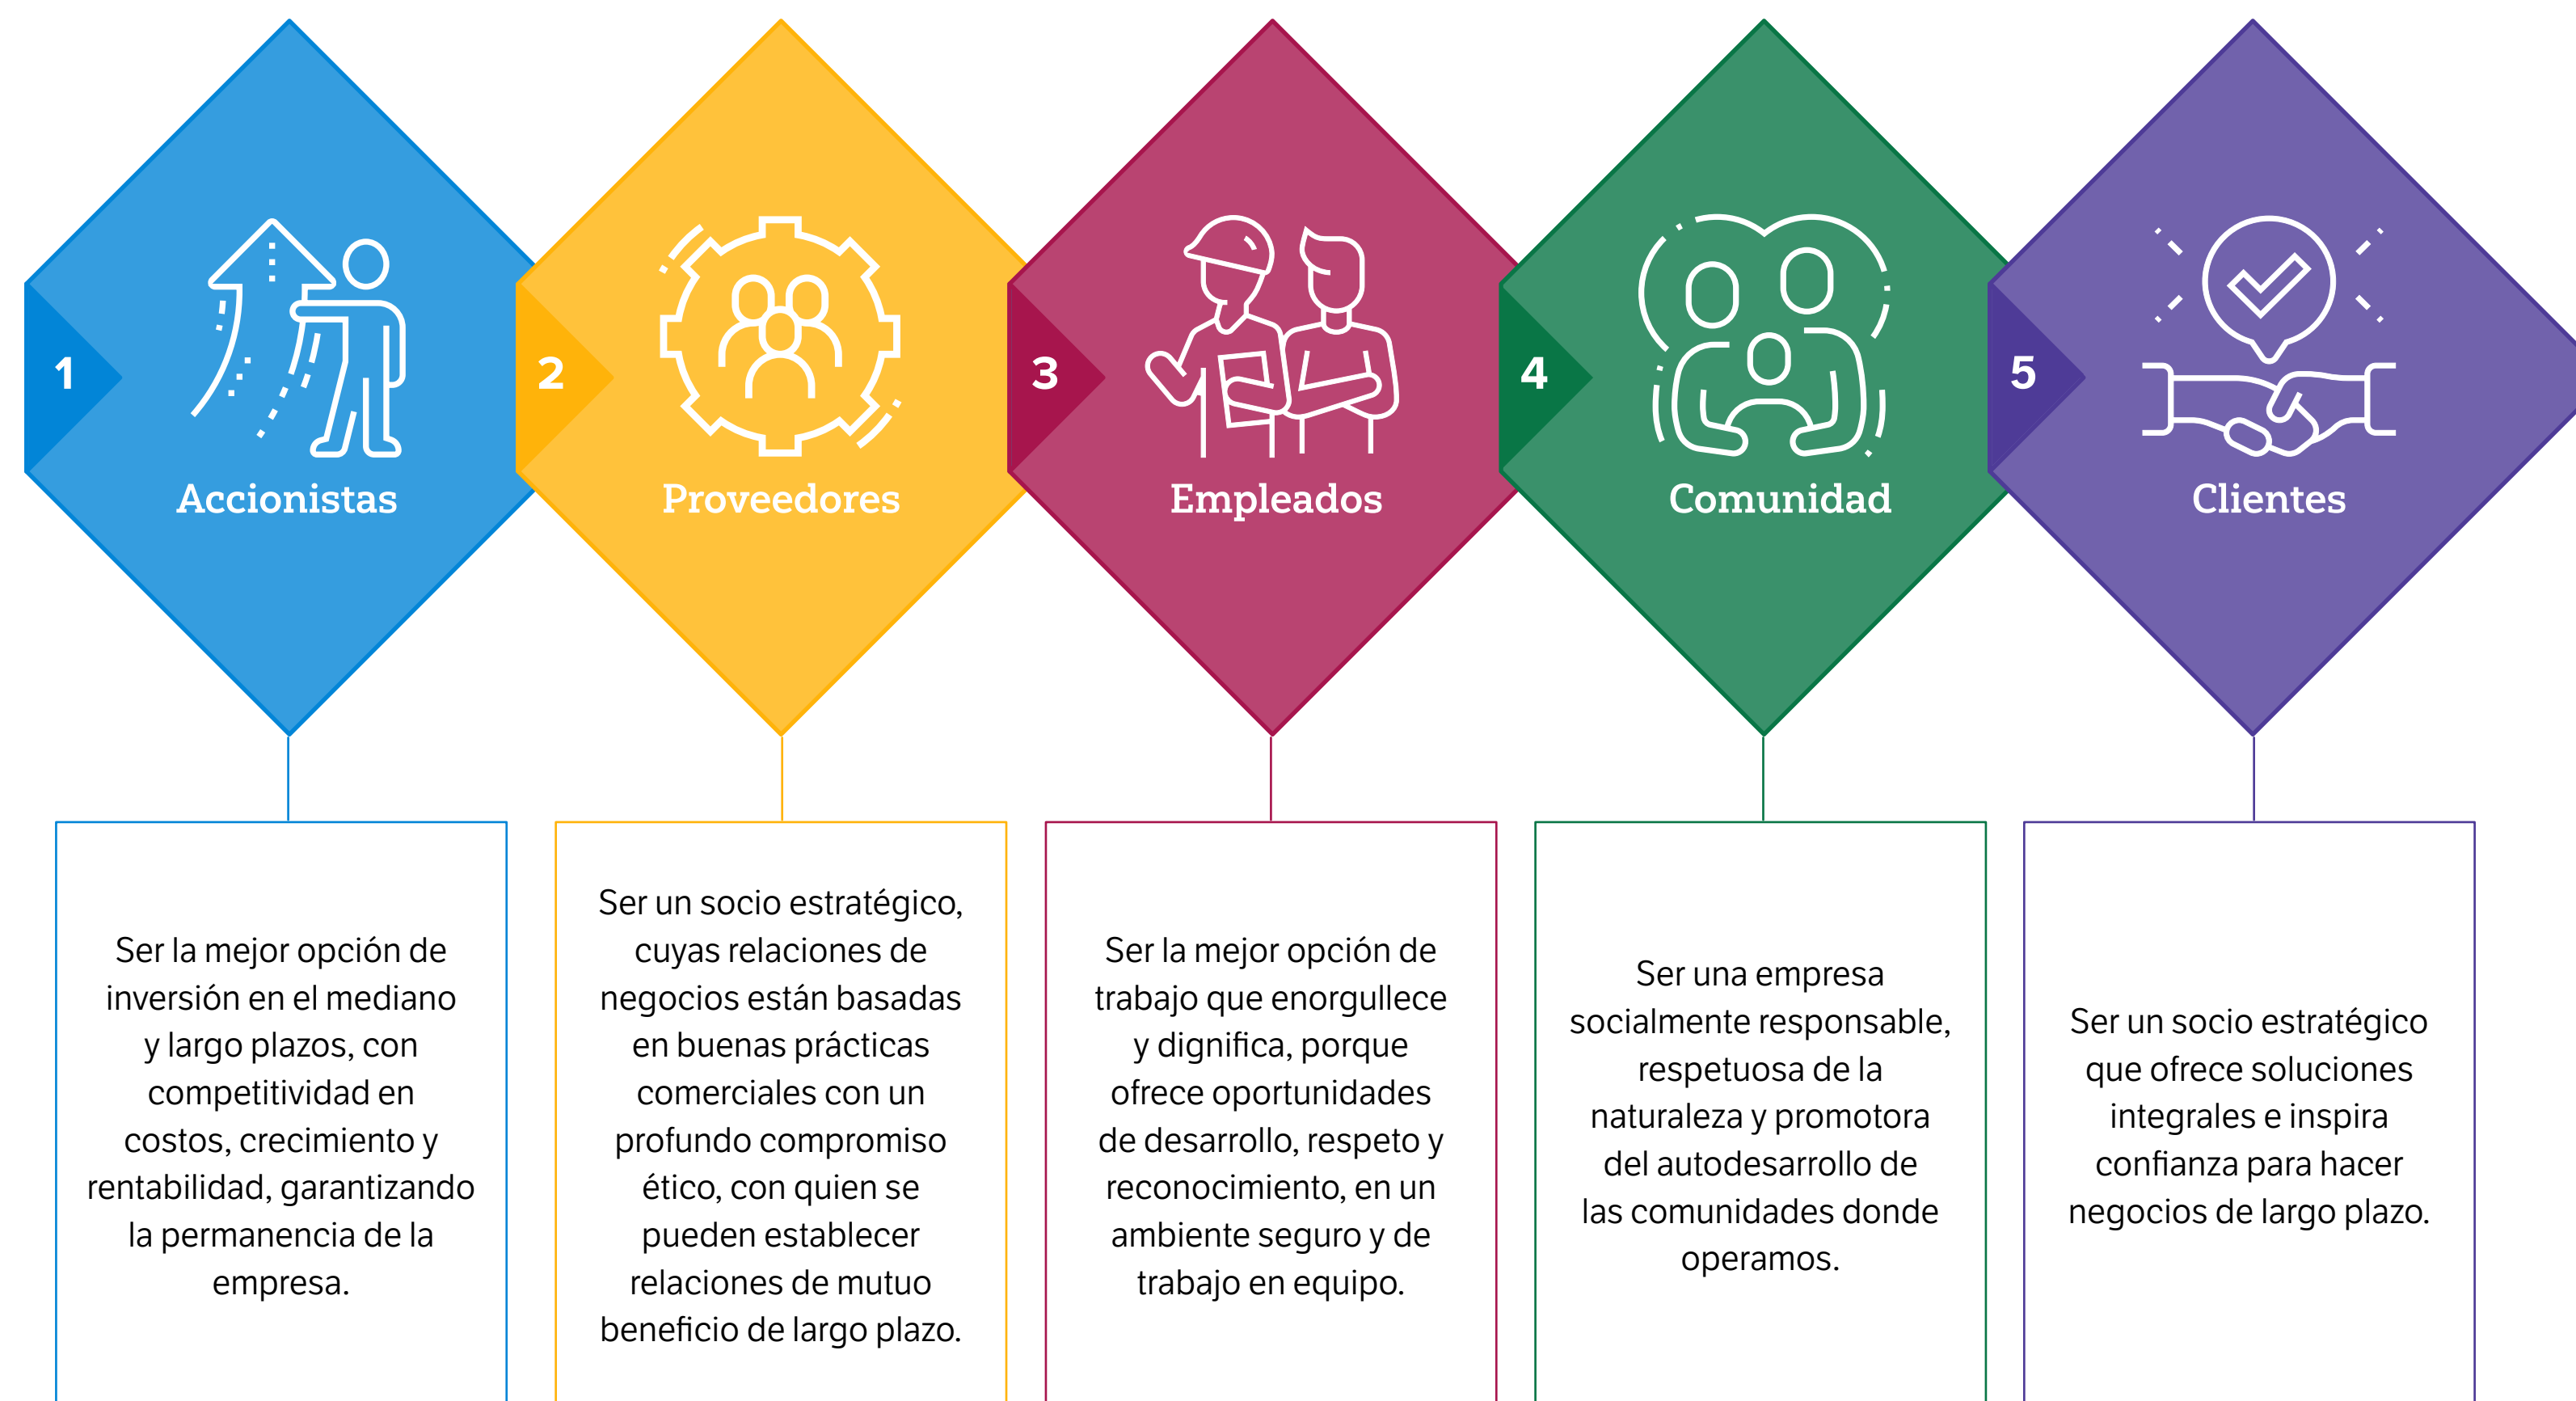 1
Accionistas
Ser la mejor opción de
inversión en el mediano
y largo plazos, con
competitividad en
costos, crecimiento y
rentabilidad, garantizando
la permanencia de la
empresa.
2
Proveedores
Ser un socio estratégico,
cuyas relaciones de
negocios están basadas
en buenas prácticas
comerciales con un
profundo compromiso
ético, con quien se
pueden establecer
relaciones de mutuo
beneficio de largo plazo.
3
Empleados
Ser la mejor opción de
trabajo que enorgullece
y dignifica, porque
ofrece oportunidades
de desarrollo, respeto y
reconocimiento, en un
ambiente seguro y de
trabajo en equipo.
4
Comunidad
Ser una empresa
socialmente responsable,
respetuosa de la
naturaleza y promotora
del autodesarrollo de
las comunidades donde
operamos.
5
Clientes
Ser un socio estratégico
que ofrece soluciones
integrales e inspira
confianza para hacer
negocios de largo plazo.